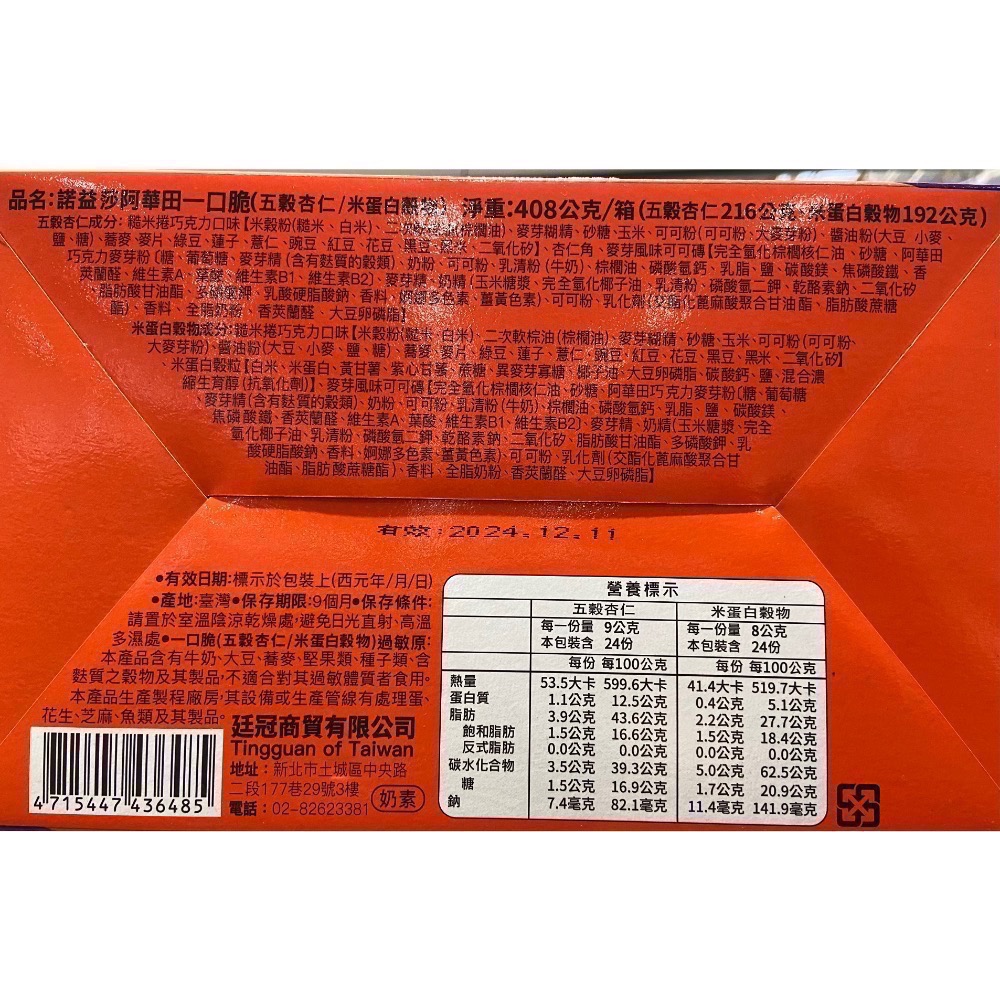 品名:諾益莎阿華田一口脆(五穀杏仁/米蛋白穀物) 淨重:408公克/箱(五穀杏仁216公克、米蛋白穀物192公克)
五穀杏仁成分: 糙米捲巧克力口味【米穀粉(糙米、白米)、二次軟棕油(棕櫚油)、麥芽糊精、砂糖、玉米、可可粉(可可粉、大麥芽粉)、醬油粉(大豆、小麥、
鹽、糖)、蕎麥、麥片、綠豆、蓮子、薏仁、豌豆、紅豆、花豆、黑豆、黑米、二氧化矽】、杏仁角、麥芽風味可可磚【完全氫化棕櫚核仁油、砂糖、阿華田
巧克力麥芽粉(糖、葡萄糖、麥芽精(含有麩質的穀類)、奶粉、可可粉、乳清粉(牛奶)、棕櫚油、磷酸氫鈣、乳脂、鹽、碳酸鎂、焦磷酸鐵、香
莢蘭醛、維生素A、葉酸、維生素B1、維生素B2)、麥芽糖、奶精(玉米糖漿、完全氫化椰子油、乳清粉、磷酸氫二鉀、乾酪素鈉、二氧化矽
、脂肪酸甘油酯、多磷酸鉀、乳酸硬脂酸鈉、香料、婀娜多色素、薑黃色素)、可可粉、乳化劑(交酯化蓖麻酸聚合甘油酯、脂肪酸蔗糖
酯)、香料、全脂奶粉、香莢蘭醛、大豆卵磷脂】
米蛋白穀物成分:糙米捲巧克力口味【米穀粉(糙米、白米)、二次軟棕油(棕櫚油)、麥芽糊精、砂糖、玉米、可可粉(可可粉、
大麥芽粉)、醬油粉(大豆、小麥、鹽、糖)、蕎麥、麥片、綠豆、蓮子、薏仁、豌豆、紅豆、花豆、黑豆、黑米、二氧化矽】
、米蛋白穀粒【白米、米蛋白、黃甘薯、紫心甘薯、蔗糖、異麥芽寡糖、椰子油、大豆卵磷脂、碳酸鈣、鹽、混合濃
縮生育醇(抗氧化劑)】、麥芽風味可可磚【完全氫化棕櫚核仁油、砂糖、阿華田巧克力麥芽粉〔糖、葡萄糖
、麥芽精(含有麩質的穀類)、奶粉、可可粉、乳清粉(牛奶)、棕櫚油、磷酸氫鈣、乳脂、鹽、碳酸鎂、
焦磷酸鐵、香莢蘭醛、維生素A、葉酸、維生素B1、維生素B2〕、麥芽精、奶精(玉米糖漿、完全
氫化椰子油、乳清粉、磷酸氫二鉀、乾酪素鈉、二氧化矽、脂肪酸甘油酯、多磷酸鉀、乳
酸硬脂酸鈉、香料、婀娜多色素、薑黃色素)、可可粉、乳化劑(交酯化蓖麻酸聚合甘
油酯、脂肪酸蔗糖酯)、香料、全脂奶粉、香莢蘭醛、大豆卵磷脂】
有效:2024.12.11
●有效日期:標示於包裝上(西元年/月/日)
●產地:臺灣●保存期限:9個月●保存條件:
請置於室溫陰涼乾燥處,避免日光直射、高溫
多濕處●一口脆(五穀杏仁/米蛋白穀物)過敏原:
本產品含有牛奶、大豆、蕎麥、堅果類、種子類、含
麩質之穀物及其製品,不適合對其過敏體質者食用。
本產品生產製程廠房,其設備或生產管線有處理蛋、
花生、芝麻、魚類及其製品。
廷冠商貿有限公司
Tingguan of Taiwan
地址:新北市土城區中央路
二段177巷29號3樓
電話:02-82623381
奶素
4 715447 436485
營養標示
五穀杏仁 米蛋白穀物
每一份量 9公克 每一份量 8公克
本包裝含 24份 本包裝含 24份
每份 每100公克 每份 每100公克
熱量 53.5大卡 599.6大卡 41.4大卡 519.7大卡
蛋白質 1.1公克 12.5公克 0.4公克 5.1公克
脂肪 3.9公克 43.6公克 2.2公克 27.7公克
飽和脂肪 1.5公克 16.6公克 1.5公克 18.4公克
反式脂肪 0.0公克 0.0公克 0.0公克 0.0公克
碳水化合物 3.5公克 39.3公克 5.0公克 62.5公克
糖 1.5公克 16.9公克 1.7公克 20.9公克
鈉 7.4毫克 82.1毫克 11.4毫克 141.9毫克